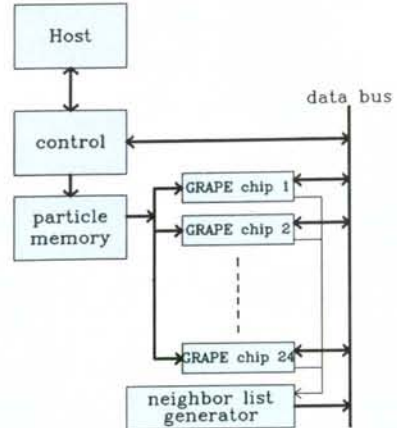 Host
data bus
control
GRAPE chip 1
particle
memory
GRAPE chip 2
GRAPE chip 24
neighbor list
generator